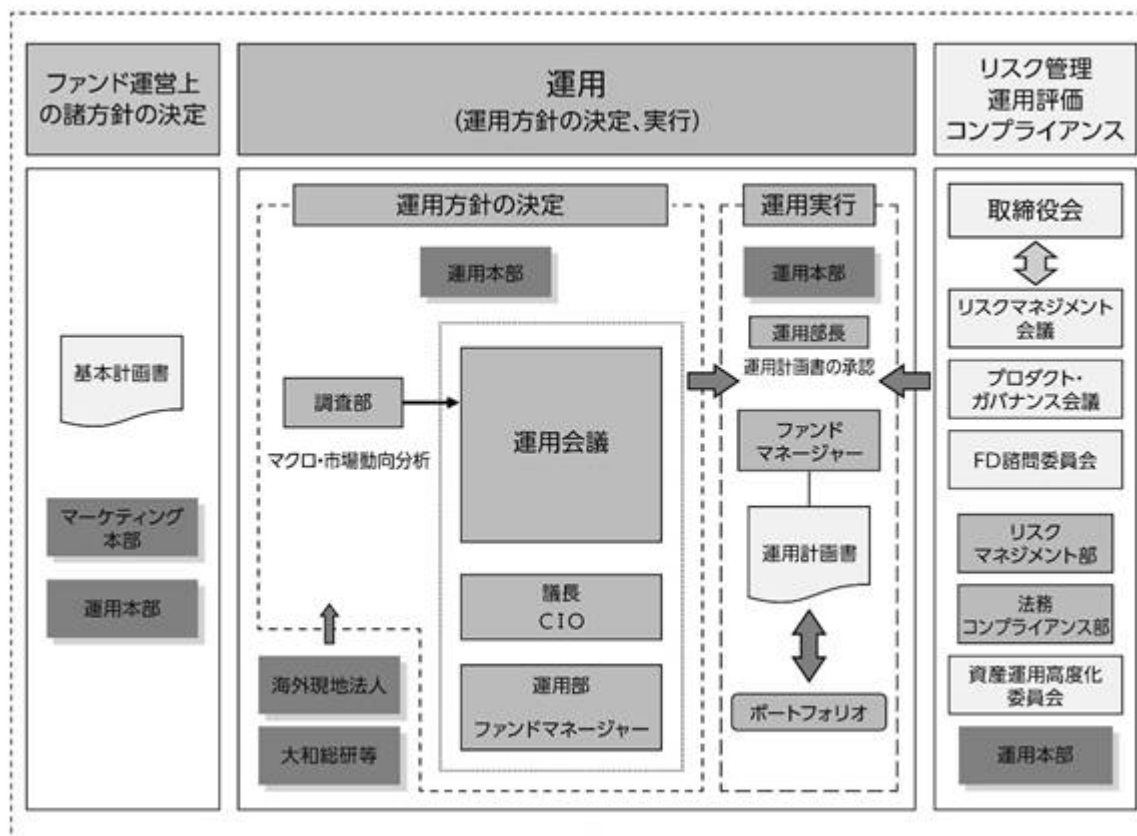 ファンド運営上
の諸方針の決定
運用
(運用方針の決定、実行)
リスク管理
運用評価
コンプライアンス
基本計画書
マーケティング
本部
運用本部
運用方針の決定
運用本部
調査部
マクロ・市場動向分析
運用会議
議長
CIO
運用部
ファンドマネージャー
海外現地法人
大和総研等
運用実行
運用本部
運用部長
運用計画書の承認
ファンド
マネージャー
運用計画書
ポートフォリオ
取締役会
リスクマネジメント
会議
プロダクト・
ガバナンス会議
FD諮問委員会
リスク
マネジメント部
法務
コンプライアンス部
資産運用高度化
委員会
運用本部